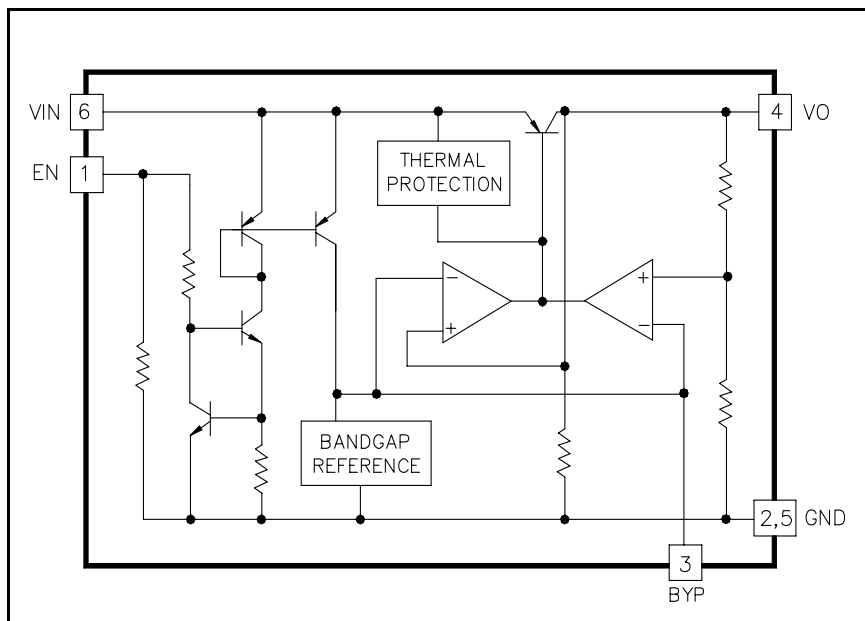 VIN 6
4 VO
EN 1
THERMAL
PROTECTION
− +
+ −
BANDGAP
REFERENCE
2,5 GND
3
BYP